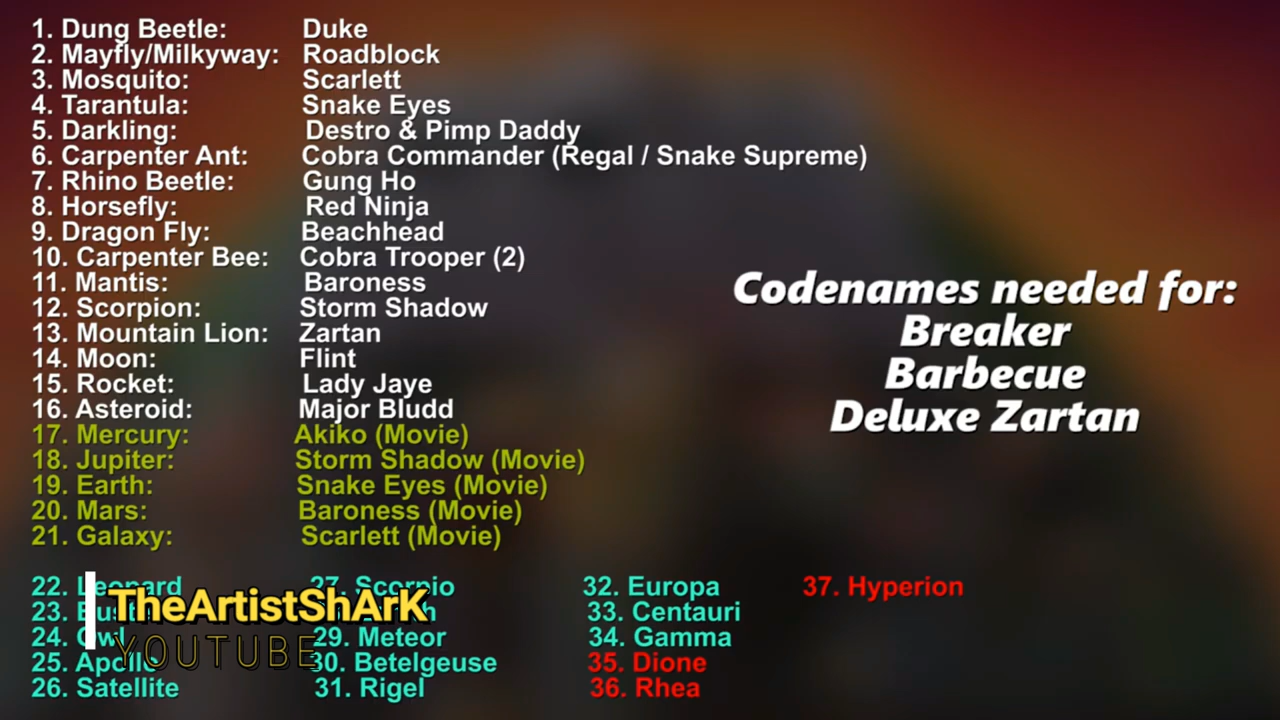 1. Dung Beetle: Duke
2. Mayfly/Milkyway: Roadblock
3. Mosquito: Scarlett
4. Tarantula: Snake Eyes
5. Darkling: Destro & Pimp Daddy
6. Carpenter Ant: Cobra Commander (Regal / Snake Supreme)
7. Rhino Beetle: Gung Ho
8. Horsefly: Red Ninja
9. Dragon Fly: Beachhead
10. Carpenter Bee: Cobra Trooper (2)
11. Mantis: Baroness
12. Scorpion: Storm Shadow
13. Mountain Lion: Zartan
14. Moon: Flint
15. Rocket: Lady Jaye
16. Asteroid: Major Bludd
17. Mercury: Akiko (Movie)
18. Jupiter: Storm Shadow (Movie)
19. Earth: Snake Eyes (Movie)
20. Mars: Baroness (Movie)
21. Galaxy: Scarlett (Movie)
Codenames needed for:
Breaker
Barbecue
Deluxe Zartan
22. Leopard
23.
24. Owl
25. Apollo
26. Satellite
27. Scorpio
29. Meteor
30. Betelgeuse
31. Rigel
32. Europa
33. Centauri
34. Gamma
35. Dione
36. Rhea
37. Hyperion
TheArtistShArK
YOUTUBE